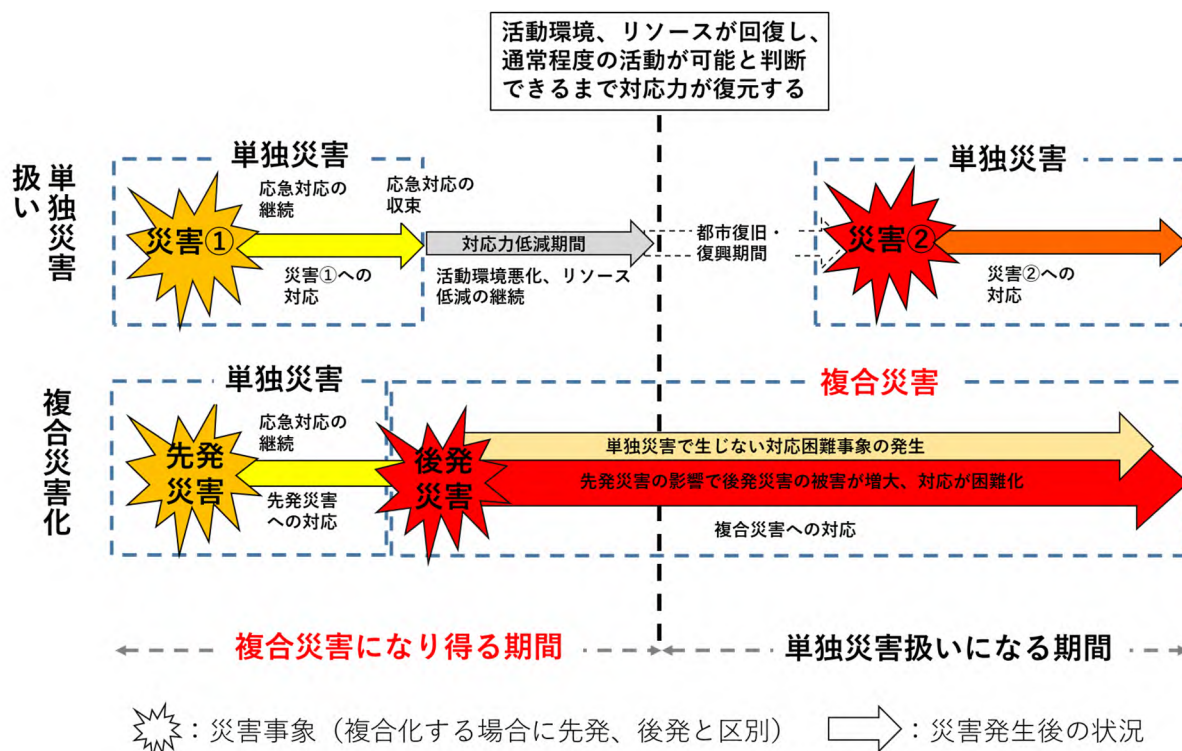 活動環境、リソースが回復し、
通常程度の活動が可能と判断
できるまで対応力が復元する
単独災害
扱い
単独災害
応急対応の
継続
応急対応の
収束
災害①
災害①への
対応
対応力低減期間
活動環境悪化、リソース
低減の継続
都市復旧・
復興期間
単独災害
災害②
災害②への
対応
複合災害化
単独災害
応急対応の
継続
先発
災害
先発災害
への対応
複合災害
後発
災害
単独災害で生じない対応困難事象の発生
先発災害の影響で後発災害の被害が増大、対応が困難化
複合災害への対応
複合災害になり得る期間
単独災害扱いになる期間
：災害事象（複合化する場合に先発、後発と区別）
：災害発生後の状況